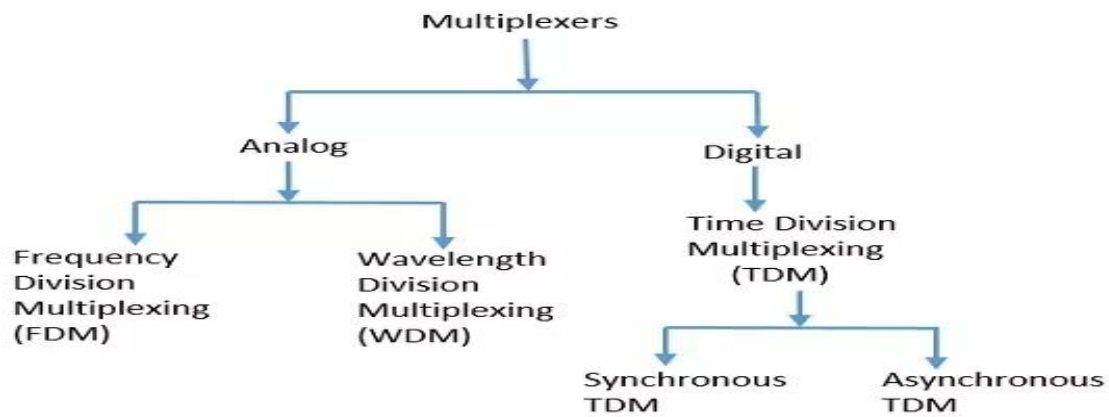 Multiplexers
Analog
Digital
Frequency
Division
Multiplexing
(FDM)
Wavelength
Division
Multiplexing
(WDM)
Time Division
Multiplexing
(TDM)
Synchronous
TDM
Asynchronous
TDM